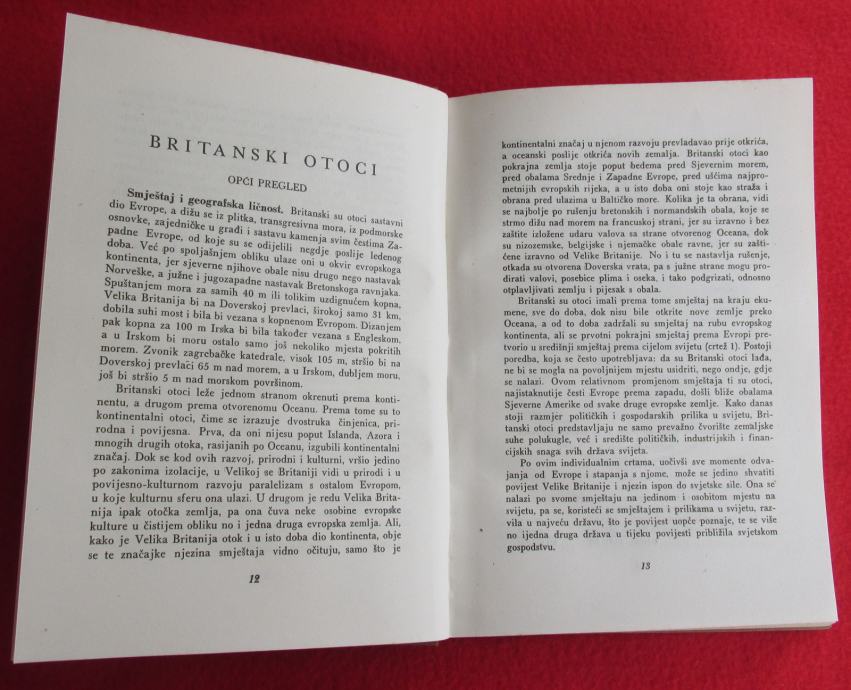 BRITANSKI OTOCI
OPĆI PREGLED
Smještaj i geografska ličnost. Britanski su otoci sastavni
dio Evrope, a dižu se iz plitka, transgresivna mora, iz podmorske
osnovke, zajedničke u građi i sastavu kamenja svim čestima Za-
padne Evrope, od koje su se odijelili negdje poslije ledenog
doba. Već po spoljašnjem obliku ulaze oni u okvir evropskoga
kontinenta, jer sjeverne njihove obale nisu drugo nego nastavak
Norveške, a južne i jugozapadne nastavak Bretonskoga ravnjaka.
Spuštanjem mora za samih 40 m ili tolikim uzdignućem kopna,
Velika Britanija bi na Doverskoj prevlaci, širokoj samo 31 km,
dobila suhi most i bila bi vezana s kopnenom Evropom. Dizanjem
pak kopna za 100 m Irska bi bila također vezana s Engleskom,
a u Irskom bi moru ostalo samo još nekoliko mjesta pokritih
morem. Zvonik zagrebačke katedrale, visok 105 m, stršio bi na
Doverskoj prevlaci 65 m nad morem, a u Irskom, dubljem moru,
još bi stršio 5 m nad morskom površinom.
Britanski otoci leže jednom stranom okrenuti prema konti-
nentu, a drugom prema otvorenomu Oceanu. Prema tome su to
kontinentalni otoci, čime se izrazuje dvostruka činjenica, pri-
rodna i povijesna. Prva, da oni nijesu poput Islanda, Azora i
mnogih drugih otoka, rasijanih po Oceanu, izgubili kontinentalni
značaj. Dok se kod ovih razvoj, prirodni i kulturni, vršio jedino
po zakonima izolacije, u Velikoj se Britaniji vidi u prirodi i u
povijesno-kulturnom razvoju paralelizam s ostalom Evropom,
u koje kulturnu sferu ona ulazi. U drugom je redu Velika Brita-
nija ipak otočka zemlja, pa ona čuva neke osobine evropske
kulture u čistijem obliku no i jedna druga evropska zemlja. Ali,
kako je Velika Britanija otok i u isto doba dio kontinenta, obje
se te značajke njezina smještaja vidno očituju, samo što je
12
kontinentalni značaj u njenom razvoju prevladavao prije otkrića,
a oceanski poslije otkrića novih zemalja. Britanski otoci kao
pokrajna zemlja stoje poput bedema pred Sjevernim morem,
pred obalama Srednje i Zapadne Evrope, pred ušćima najpro-
metnijih evropskih rijeka, a u isto doba oni stoje kao straža i
obrana pred ulazima u Baltičko more. Kolika je ta obrana, vidi
se najbolje po rušenju bretonskih i normandskih obala, koje se
strmo dižu nad morem na francuskoj strani, jer su izravno i bez
zaštite izložene udaru valova sa strane otvorenog Oceana, dok
su nizozemske, belgijske i njemačke obale ravne, jer su zašti-
ćene izravno od Velike Britanije. No i tu se nastavlja rušenje,
otkada su otvorena Doverska vrata, pa s južne strane mogu pro-
dirati valovi, posebice plima i oseka, i tako podgrizati, odnosno
otplavljivati zemlju i pijesak s obala.
Britanski su otoci imali prema tome smještaj na kraju eku-
mene, sve do doba, dok nisu bile otkrite nove zemlje preko
Oceana, a od to doba zadržali su smještaj na rubu evropskog
kontinenta, ali se prvotni pokrajni smještaj prema Evropi pre-
tvorio u središnji smještaj prema cijelom svijetu (crtež 1). Postoji
poredba, koja se često upotrebljava: da su Britanski otoci lađa,
ne bi se mogla na povoljnijem mjestu usidriti, nego ondje, gdje
se nalazi. Ovom relativnom promjenom smještaja ti su otoci,
najistaknutije česti Evrope prema zapadu, došli bliže obalama
Sjeverne Amerike od svake druge evropske zemlje. Kako danas
stoji razmjer političkih i gospodarskih prilika u svijetu, Bri-
tanski otoci predstavljaju ne samo prevažno čvorište zemaljske
suhe polukugle, već i središte političkih, industrijskih i finan-
cijskih snaga svih država svijeta.
Po ovim individualnim crtama, uočivši sve momente odva-
janja od Evrope i stapanja s njome, može se jedino shvatiti
povijest Velike Britanije i njezin ispon do svjetske sile. Ona se
nalazi po svome smještaju na jedinom i osobitom mjestu na
svijetu, pa se, koristeći se smještajem i prilikama u svijetu, raz-
vila u najveću državu, što je povijest uopće poznaje, te se više
no ijedna druga država u tijeku povijesti približila svjetskom
gospodstvu.
13